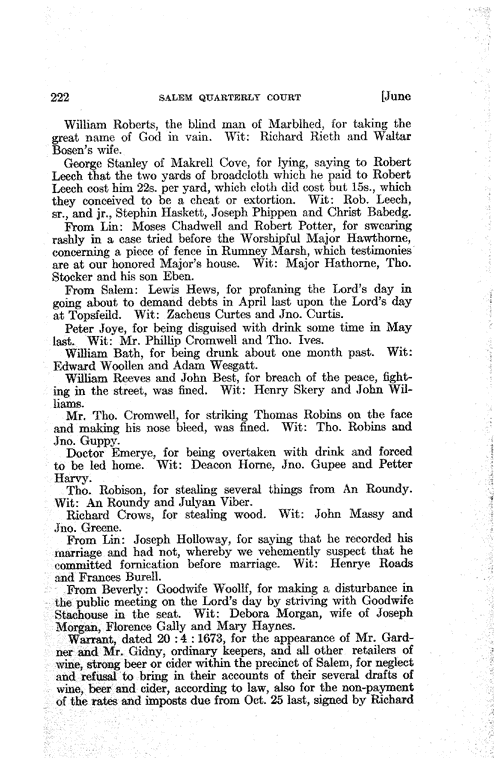 222 SALEM QUARTERLY COURT [June
William Roberts, the blind man of Marblhed, for taking the
great name of God in vain. Wit: Richard Rieth and Waltar
Bosen's wife.
George Stanley of Makrell Cove, for lying, saying to Robert
Leech that the two yards of broadcloth which he paid to Robert
Leech cost him 22s. per yard, which cloth did cost but 15s., which
they conceived to be a cheat or extortion. Wit: Rob. Leech,
sr., and jr., Stephin Haskett, Joseph Phippen and Christ Babedg.
From Lin: Moses Chadwell and Robert Potter, for swearing
rashly in a case tried before the Worshipful Major Hawthorne,
concerning a piece of fence in Rumney Marsh, which testimonies
are at our honored Major's house. Wit: Major Hathorne, Tho.
Stocker and his son Eben.
From Salem: Lewis Hews, for profaning the Lord's day in
going about to demand debts in April last upon the Lord's day
at Topsfeild. Wit: Zacheus Curtes and Jno. Curtis.
Peter Joye, for being disguised with drink some time in May
last. Wit: Mr. Phillip Cromwell and Tho. Ives.
William Bath, for being drunk about one month past. Wit:
Edward Woollen and Adam Wesgatt.
William Reeves and John Best, for breach of the peace, fight-
ing in the street, was fined. Wit: Henry Skery and John Wil-
liams.
Mr. Tho. Cromwell, for striking Thomas Robins on the face
and making his nose bleed, was fined. Wit: Tho. Robins and
Jno. Guppy.
Doctor Emerye, for being overtaken with drink and forced
to be led home. Wit: Deacon Horne, Jno. Gupee and Petter
Harvy.
Tho. Robison, for stealing several things from An Roundy.
Wit: An Roundy and Julyan Viber.
Richard Crows, for stealing wood. Wit: John Massy and
Jno. Greene.
From Lin: Joseph Holloway, for saying that he recorded his
marriage and had not, whereby we vehemently suspect that he
committed fornication before marriage. Wit: Henrye Roads
and Frances Burell.
From Beverly: Goodwife Woollf, for making a disturbance in
the public meeting on the Lord's day by striving with Goodwife
Stachouse in the seat. Wit: Debora Morgan, wife of Joseph
Morgan, Florence Gally and Mary Haynes.
Warrant, dated 20 : 4 : 1673, for the appearance of Mr. Gard-
ner and Mr. Gidny, ordinary keepers, and all other retailers of
wine, strong beer or cider within the precinct of Salem, for neglect
and refusal to bring in their accounts of their several drafts of
wine, beer and cider, according to law, also for the non-payment
of the rates and imposts due from Oct. 25 last, signed by Richard